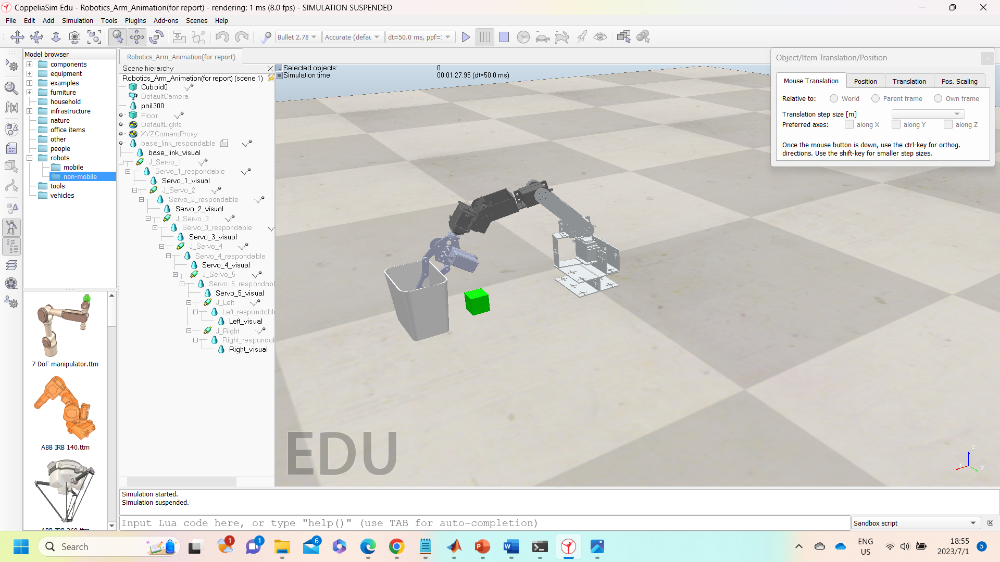 CoppeliaSim Edu - Robotics_Arm_Animation(for report) - rendering: 1 ms (8.0 fps) - SIMULATION SUSPENDED
File Edit Add Simulation Tools Plugins Add-ons Scenes Help
Bullet 2.78 Accurate (defau dt=50.0 ms, ppf=:
Model browser
components
equipment
examples
furniture
household
infrastructure
nature
office items
other
people
robots
mobile
non-mobile
tools
vehicles
7 DoF manipulator.ttm
ABB IRB 140.ttm
ABB IRB 360.ttm
Robotics_Arm_Animation(for report)
Scene hierarchy
Robotics_Arm_Animation(for report) (scene 1)
Cuboid0
DefaultCamera
pail300
Floor
DefaultLights
XYZCameraProxy
base_link_respondable
base_link_visual
J_Servo_1
Servo_1_respondable
Servo_1_visual
J_Servo_2
Servo_2_respondable
Servo_2_visual
J_Servo_3
Servo_3_respondable
Servo_3_visual
J_Servo_4
Servo_4_respondable
Servo_4_visual
J_Servo_5
Servo_5_respondabl
Servo_5_visual
J_Left
Left_respondable
Left_visual
J_Right
Right_respondab
Right_visual
Selected objects: 0
Simulation time: 00:01:27.95 (dt=50.0 ms)
EDU
z
x
y
Object/Item Translation/Position
Mouse Translation Position Translation Pos. Scaling
Relative to: World Parent frame Own frame
Translation step size [m]
Preferred axes: along X along Y along Z
Once the mouse button is down, use the ctrl-key for orthog.
directions. Use the shift-key for smaller step sizes.
Simulation started.
Simulation suspended.
Input Lua code here, or type "help()" (use TAB for auto-completion)
Sandbox script
Search
1
1
6
ENG
US
18:55
2023/7/1
5